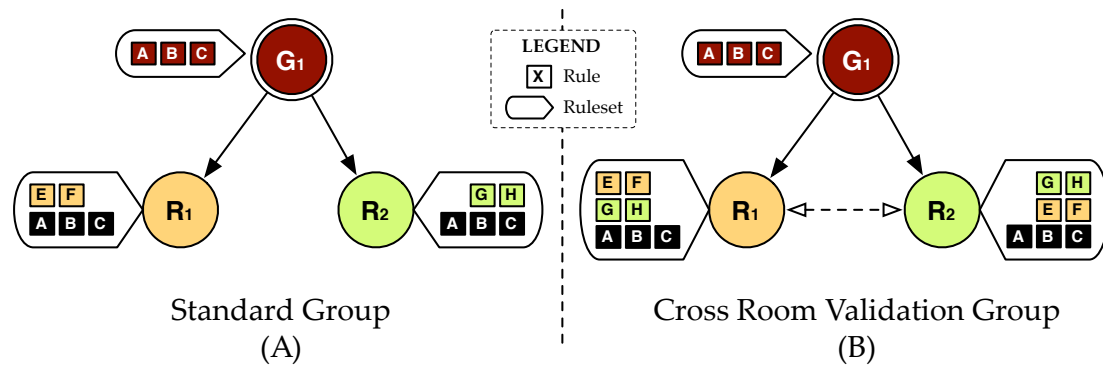 A B C
G1
E F
A B C
R1
R2
G H
A B C
Standard Group
(A)
LEGEND
X Rule
Ruleset
A B C
G1
E F
G H
A B C
R1
R2
G H
E F
A B C
Cross Room Validation Group
(B)